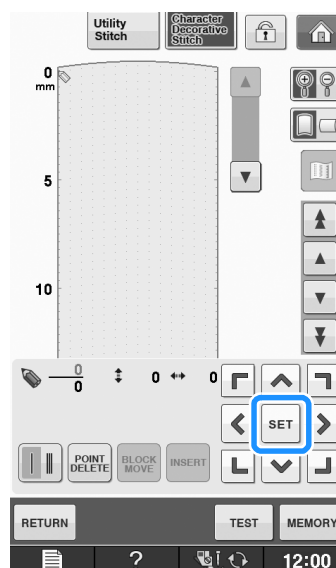 Utility
Stitch
Character
Decorative
Stitch
0
mm
5
10
0
0
0
0
SET
POINT
DELETE
BLOCK
MOVE
INSERT
RETURN
TEST
MEMORY
?
12:00